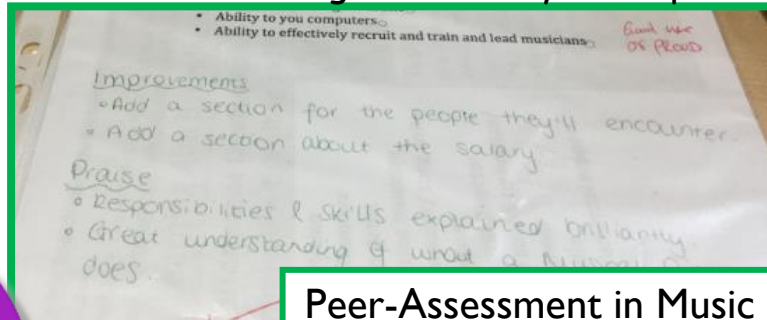 • Ability to you computers
• Ability to effectively recruit and train and lead musicians
Good use
of PROUD
Improvements
• Add a section for the people they'll encounter.
• Add a section about the salary
Praise
• Responsibilities & skills explained brilliantly.
• Great understanding of what a
does.
Peer-Assessment in Music